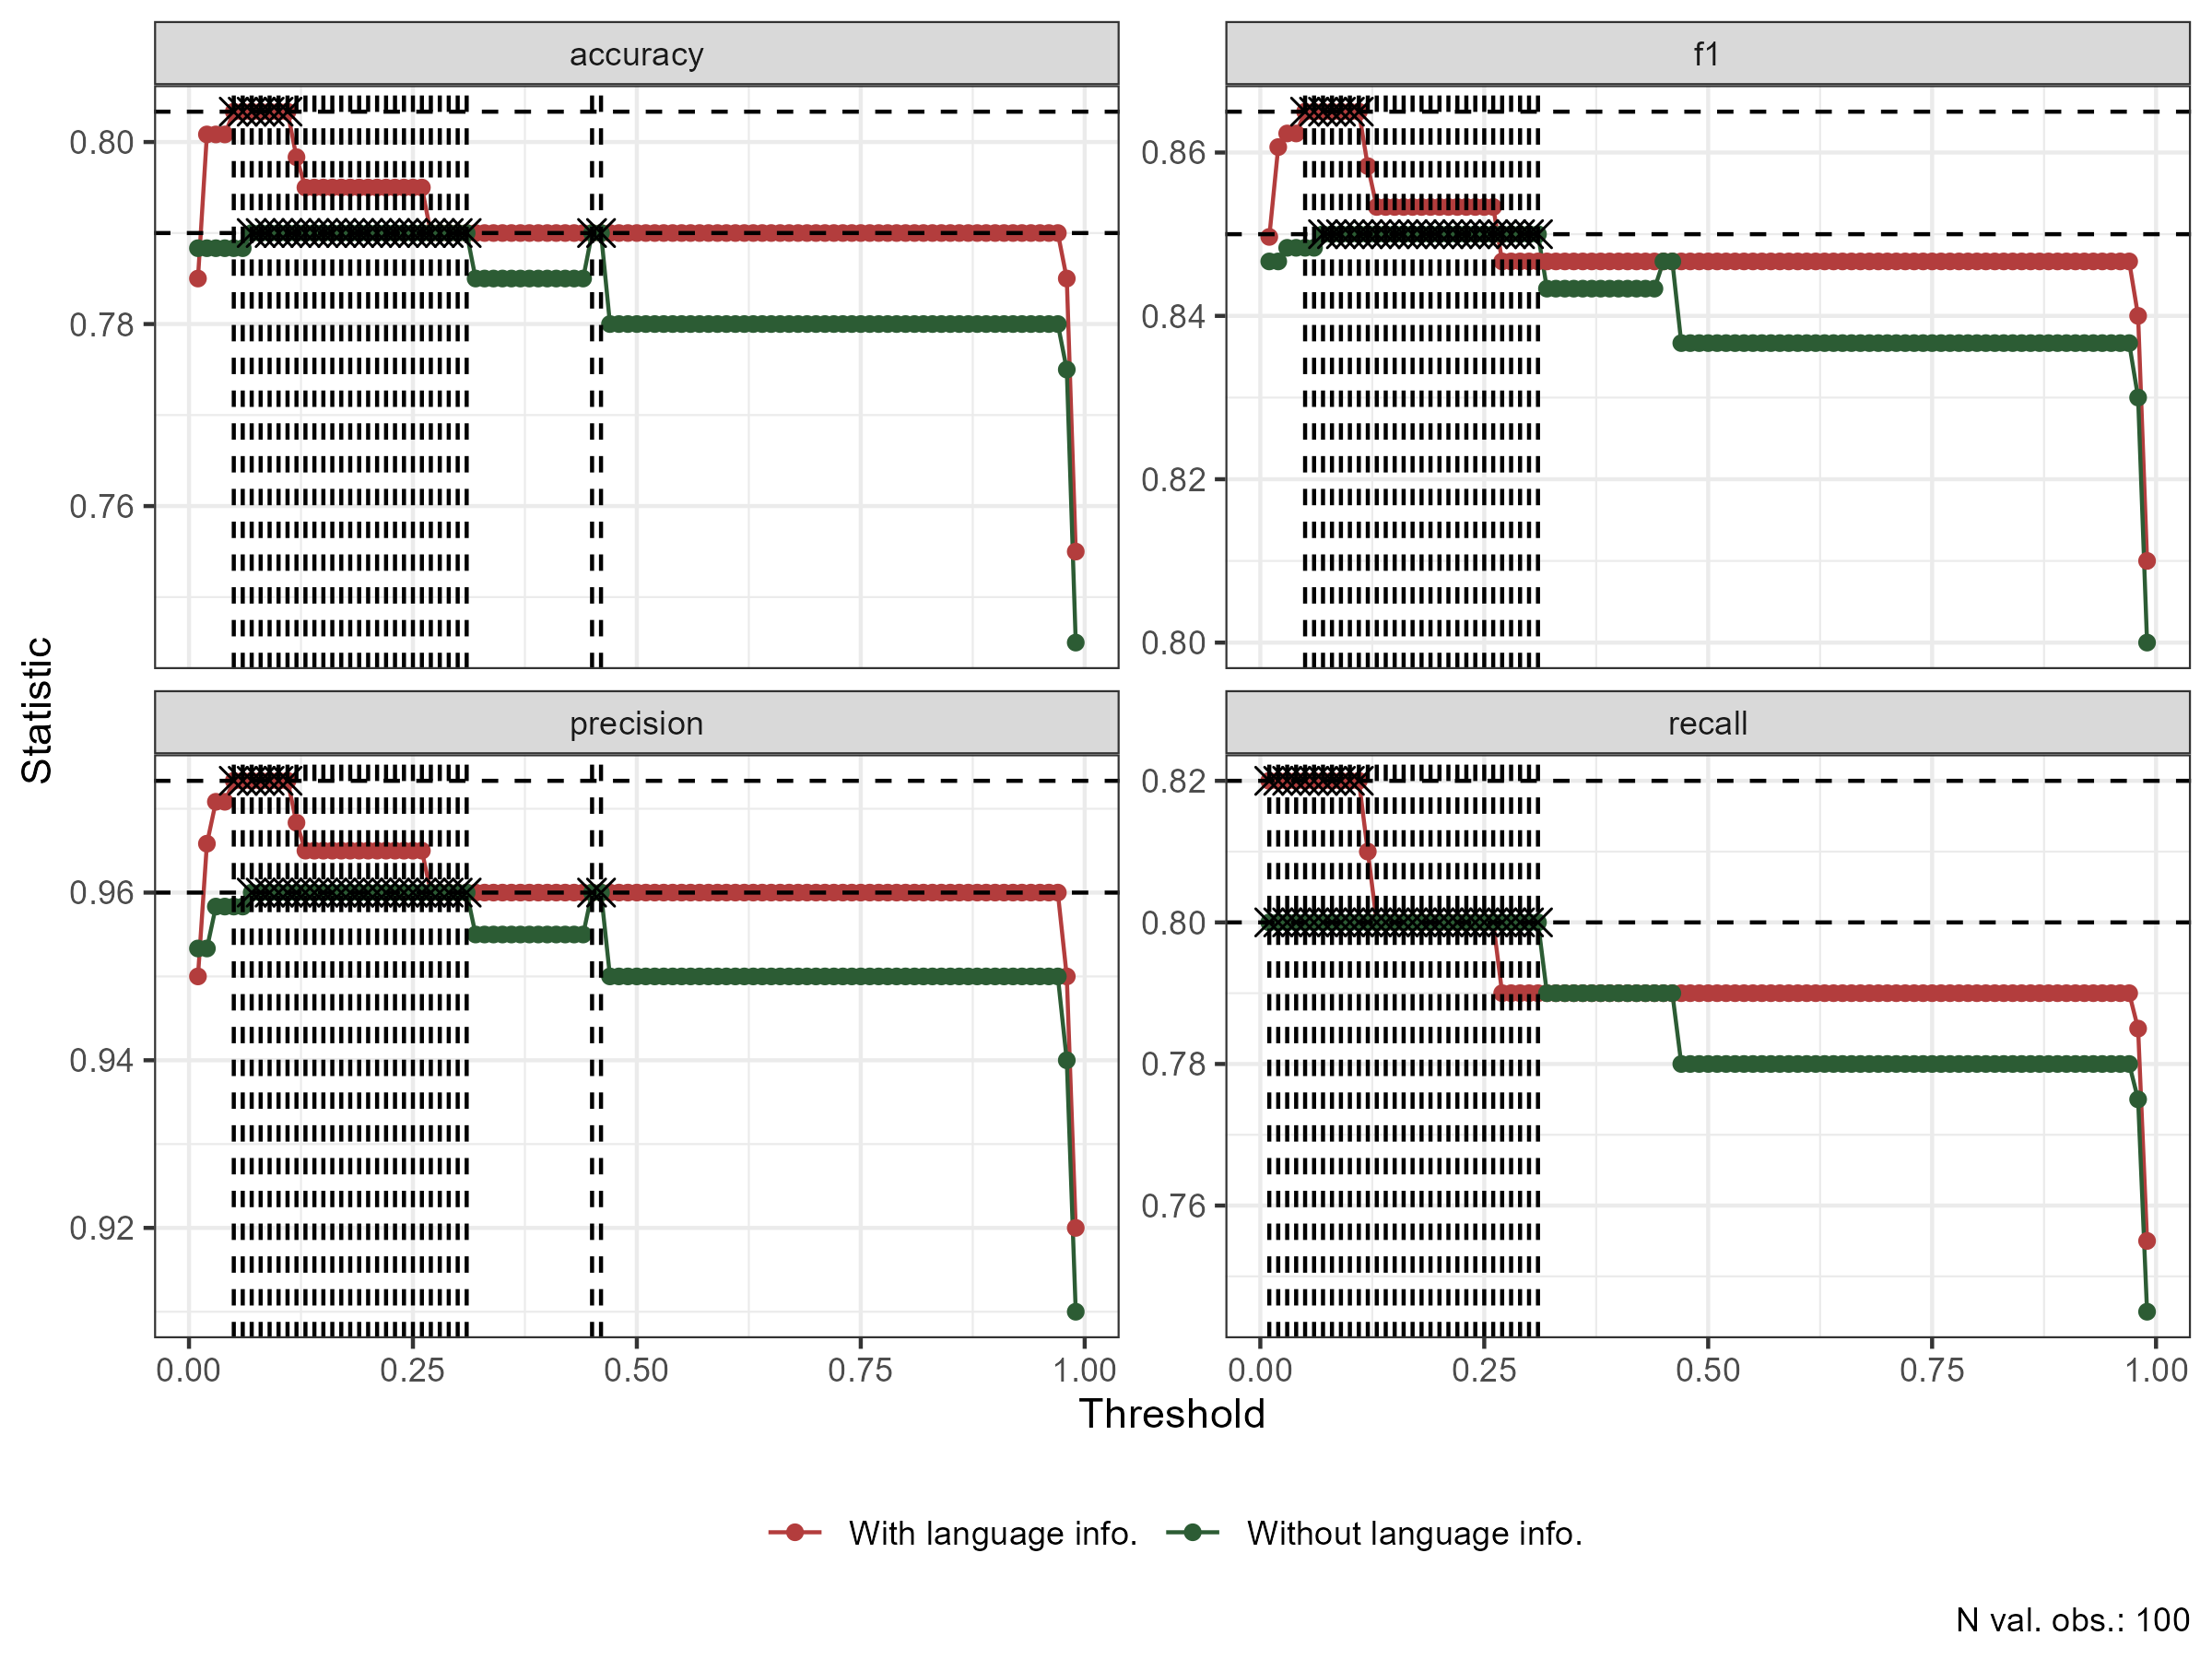 accuracy
f1
0.80
0.78
0.76
0.86
0.84
0.82
0.80
Statistic
precision
recall
0.96
0.94
0.92
0.82
0.80
0.78
0.76
0.00 0.25 0.50 0.75 1.00
0.00 0.25 0.50 0.75 1.00
Threshold
With language info. Without language info.
N val. obs.: 100